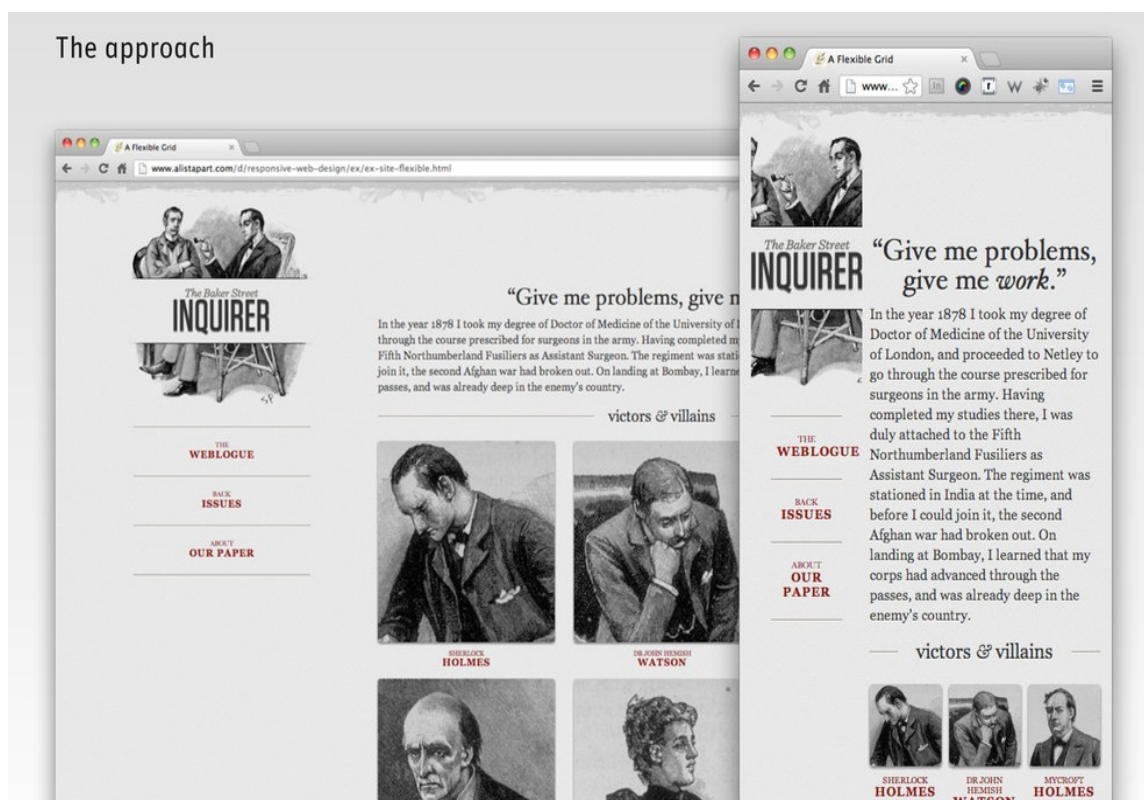 The approach
A Flexible Grid
www.alistapart.com/d/responsive-web-design/ex/ex-site-flexible.html
The Baker Street
INQUIRER
THE
WEBLOGUE
BACK
ISSUES
ABOUT
OUR PAPER
“Give me problems, give n
In the year 1878 I took my degree of Doctor of Medicine of the University of
through the course prescribed for surgeons in the army. Having completed m
Fifth Northumberland Fusiliers as Assistant Surgeon. The regiment was stati
join it, the second Afghan war had broken out. On landing at Bombay, I learne
passes, and was already deep in the enemy’s country.
victors & villains
SHERLOCK
HOLMES
DR JOHN HEMISH
WATSON
A Flexible Grid
www...
The Baker Street
INQUIRER
THE
WEBLOGUE
BACK
ISSUES
ABOUT
OUR
PAPER
“Give me problems,
give me work.”
In the year 1878 I took my degree of
Doctor of Medicine of the University
of London, and proceeded to Netley to
go through the course prescribed for
surgeons in the army. Having
completed my studies there, I was
duly attached to the Fifth
Northumberland Fusiliers as
Assistant Surgeon. The regiment was
stationed in India at the time, and
before I could join it, the second
Afghan war had broken out. On
landing at Bombay, I learned that my
corps had advanced through the
passes, and was already deep in the
enemy’s country.
victors & villains
SHERLOCK
HOLMES
DR JOHN
HEMISH
WATSON
MYCROFT
HOLMES